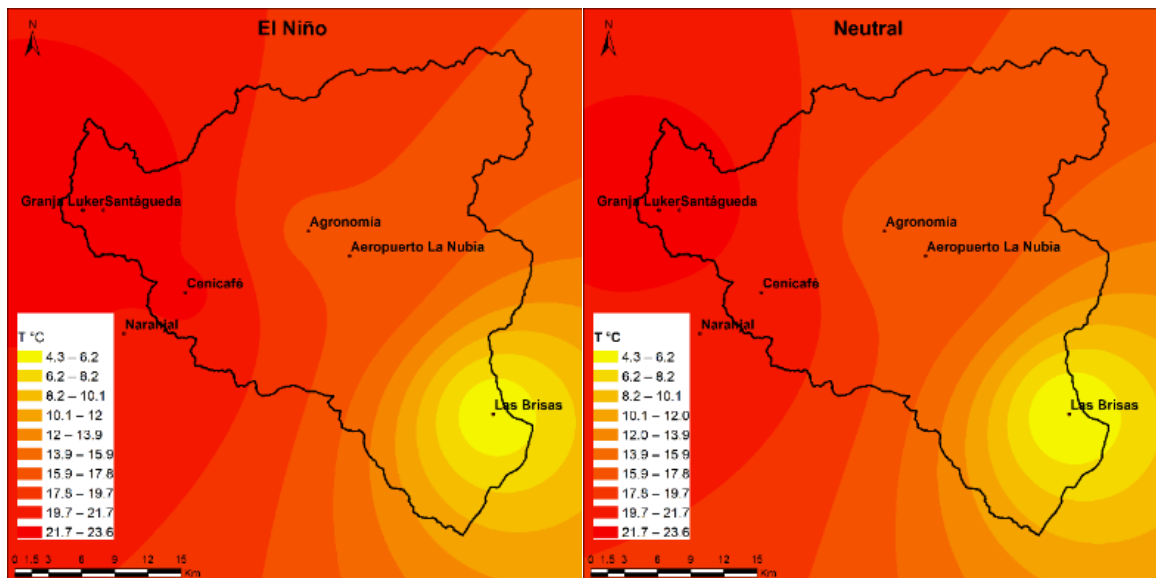 El Niño
N
Granja Luker Santágueda
Agronomía
Aeropuerto La Nubia
Cenicafé
Naranjal
Las Brisas
T °C
4.3 – 6.2
6.2 – 8.2
8.2 – 10.1
10.1 – 12
12 – 13.9
13.9 – 15.9
15.9 – 17.8
17.8 – 19.7
19.7 – 21.7
21.7 – 23.6
0 1.5 3 6 9 12 15
Km
Neutral
N
Granja Luker Santágueda
Agronomía
Aeropuerto La Nubia
Cenicafé
Naranjal
Las Brisas
T °C
4.3 – 6.2
6.2 – 8.2
8.2 – 10.1
10.1 – 12.0
12.0 – 13.9
13.9 – 15.9
15.9 – 17.8
17.8 – 19.7
19.7 – 21.7
21.7 – 23.6
0 1.5 3 6 9 12 15
Km